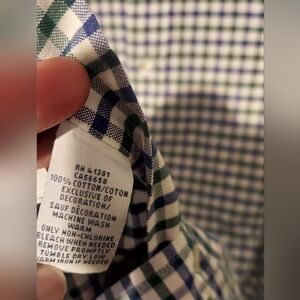 RN 41381
CA56658
100% COTTON/COTON
EXCLUSIVE OF
DECORATION/
SAUF DÉCORATION
MACHINE WASH
WARM
ONLY NON-CHLORINE
BLEACH WHEN NEEDED
REMOVE PROMPTLY
TUMBLE DRY LOW
WARM IRON IF NEEDED